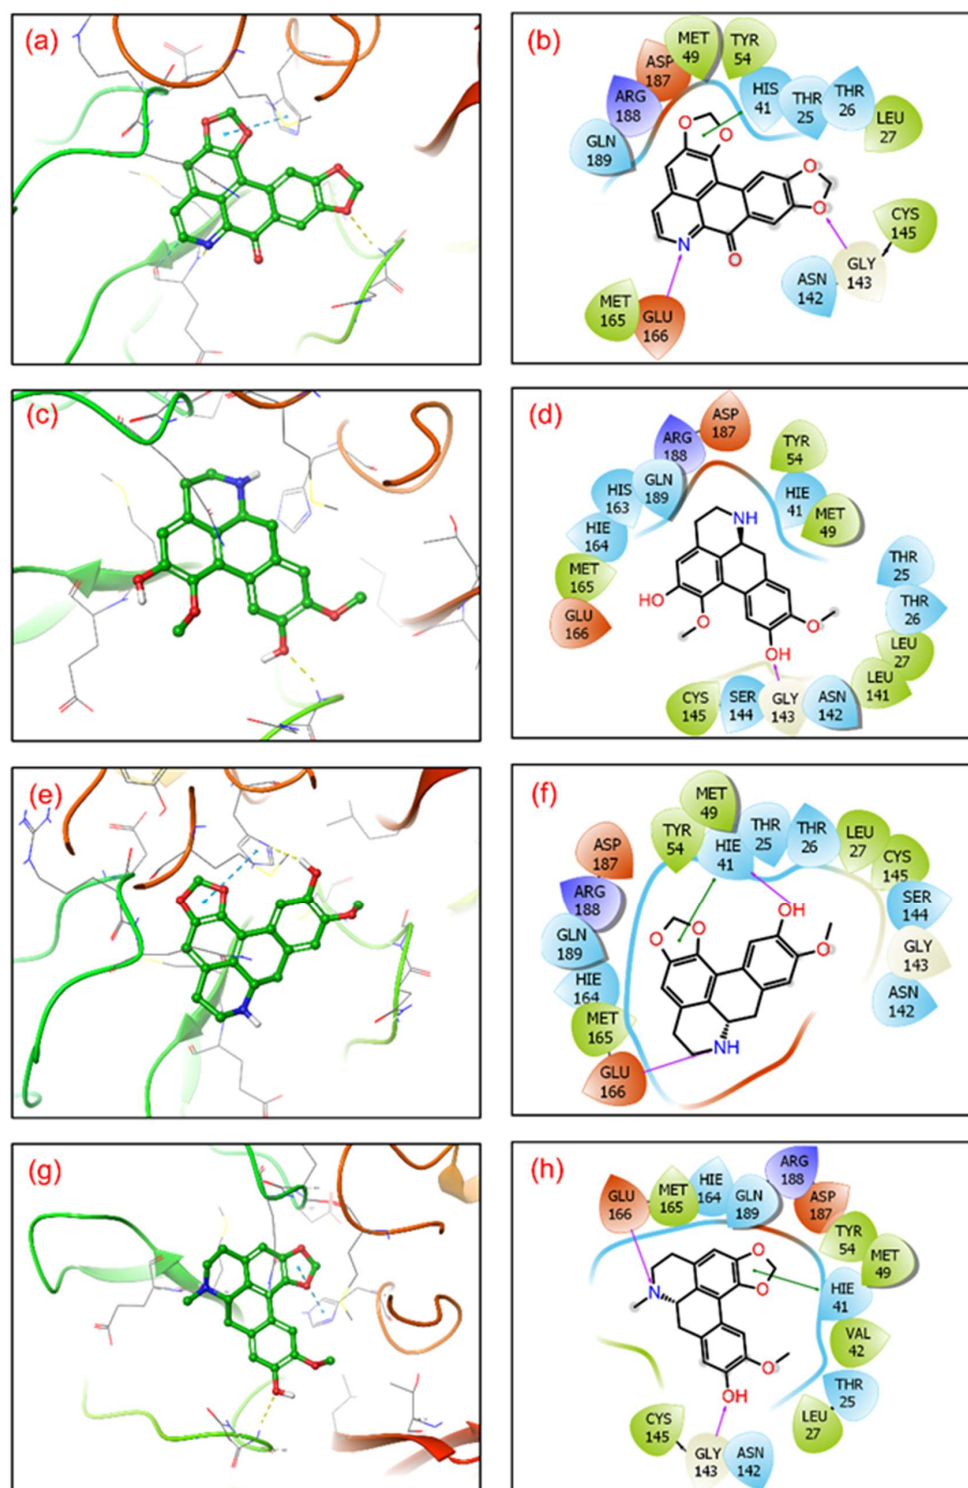 (a)
(b)
MET
49
TYR
54
ASP
187
HIS
41
THR
25
THR
26
ARG
188
LEU
27
GLN
189
O
O
O
O
N
O
CYS
145
GLY
143
ASN
142
MET
165
GLU
166
(c)
(d)
ASP
187
ARG
188
TYR
54
HIS
163
GLN
189
HIE
41
MET
49
HIE
164
NH
THR
25
MET
165
THR
26
HO
GLU
166
O
O
OH
LEU
27
LEU
141
CYS
145
SER
144
GLY
143
ASN
142
(e)
(f)
MET
49
TYR
54
HIE
41
THR
25
THR
26
LEU
27
CYS
145
ASP
187
ARG
188
SER
144
OH
GLN
189
O
O
O
GLY
143
HIE
164
ASN
142
MET
165
NH
GLU
166
(g)
(h)
GLU
166
MET
165
HIE
164
GLN
189
ARG
188
ASP
187
TYR
54
MET
49
O
O
N
HIE
41
VAL
42
O
THR
25
OH
LEU
27
CYS
145
GLY
143
ASN
142